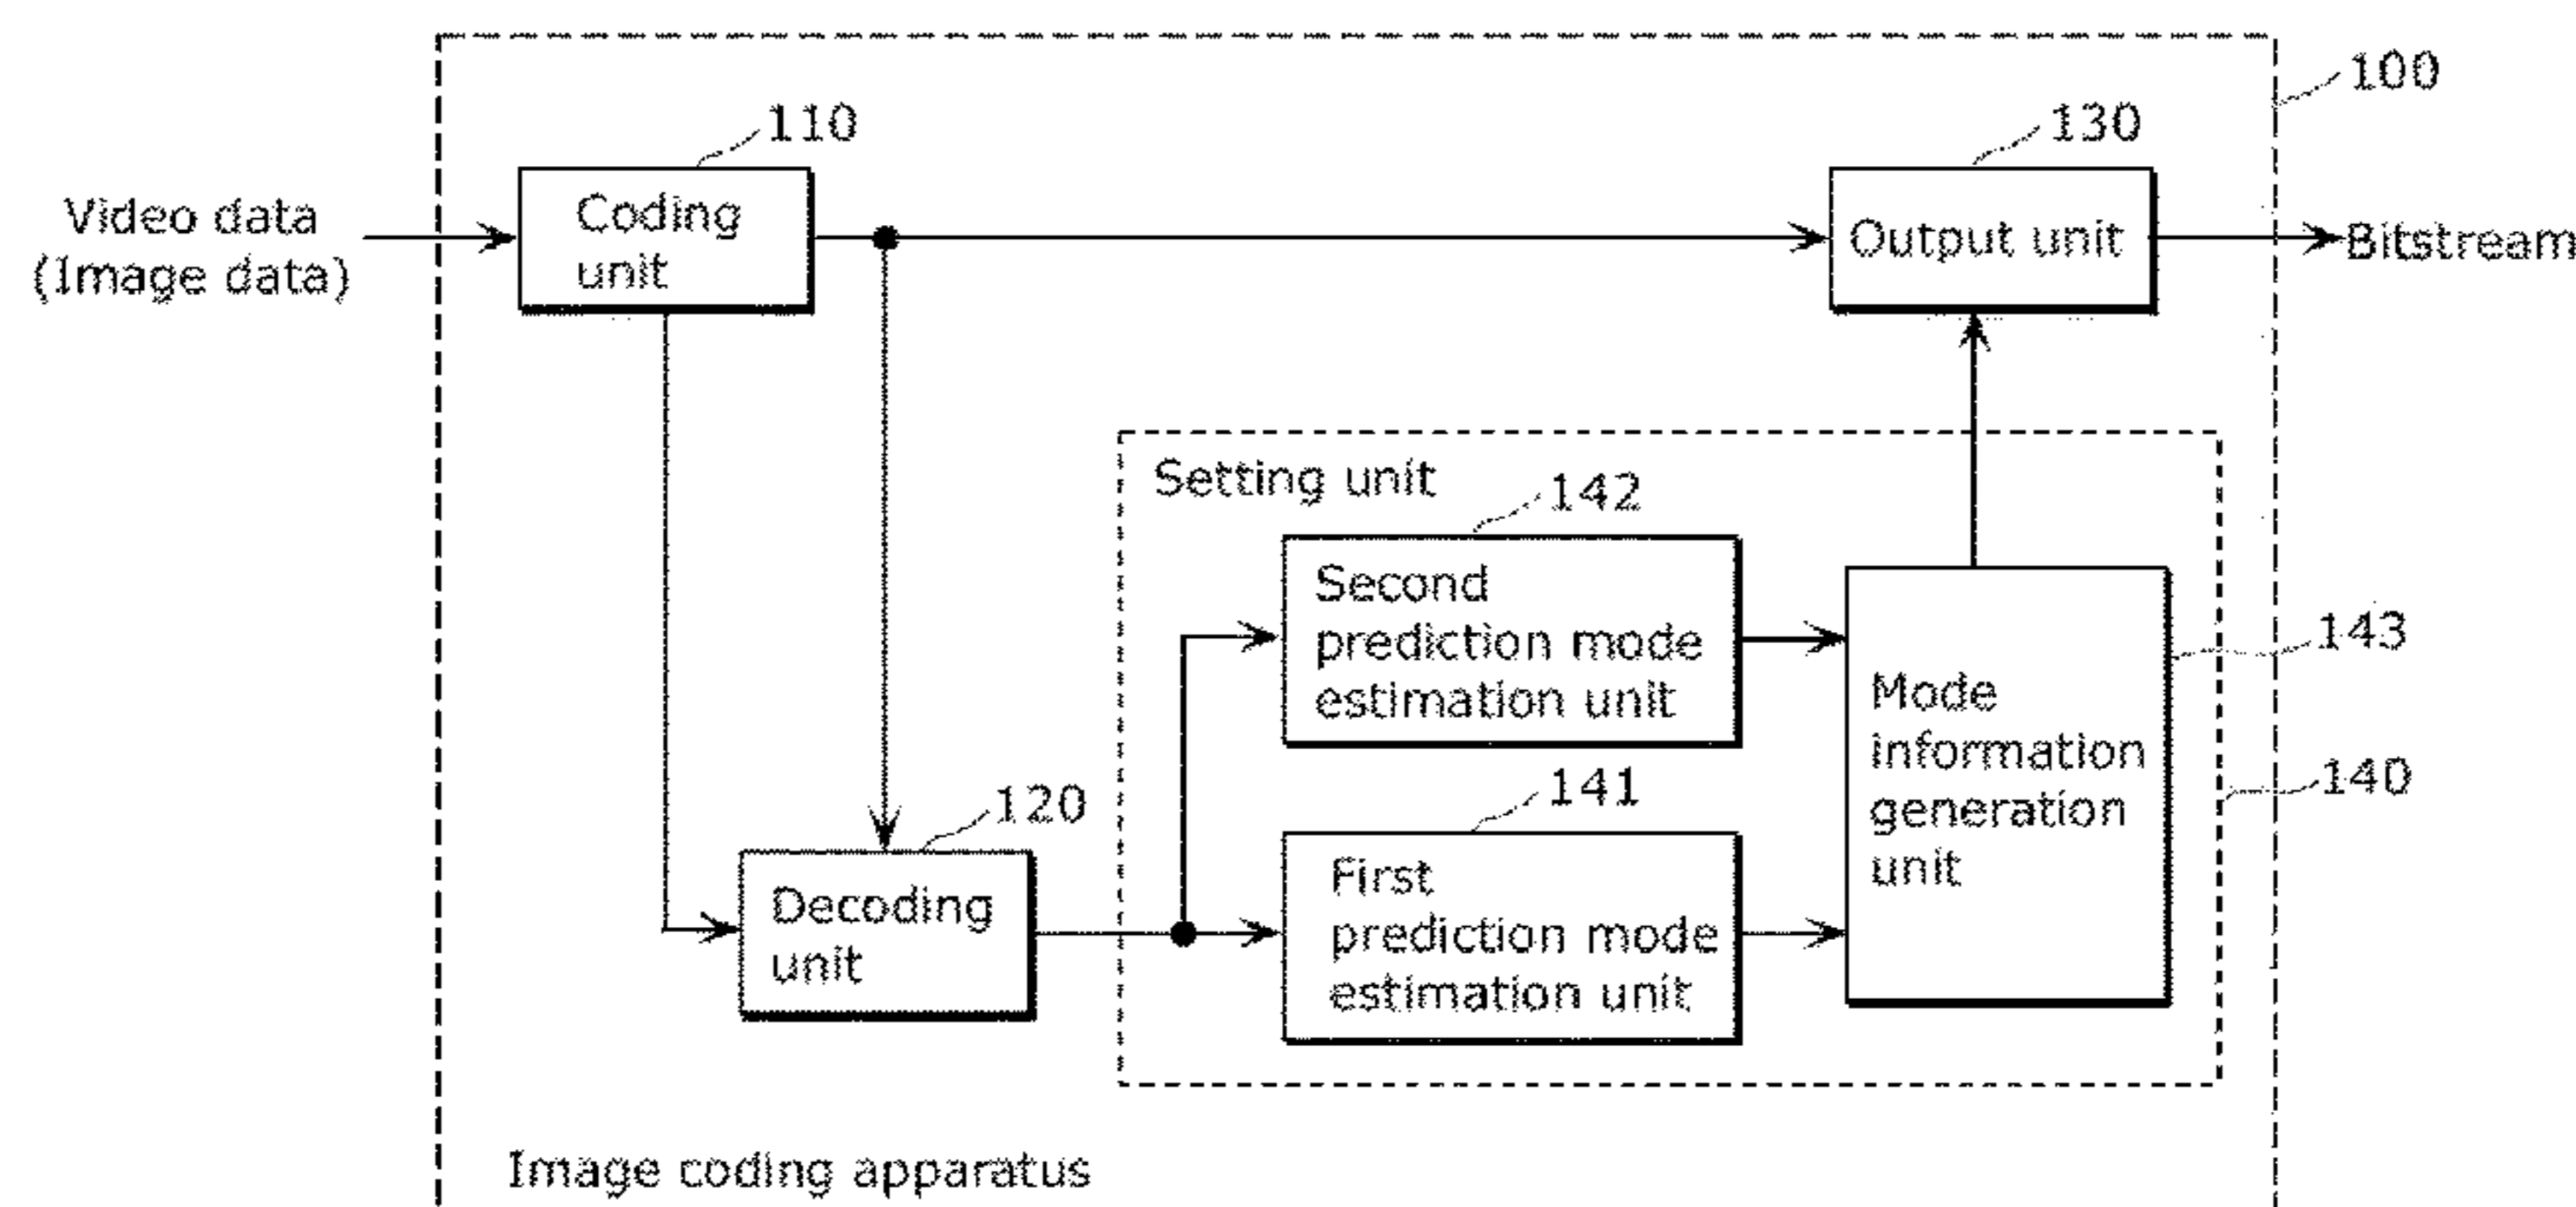 100
110
130
Video data
(Image data)
Coding
unit
Output unit
Bitstream
Setting unit
142
Second
prediction mode
estimation unit
143
Mode
information
generation
unit
140
141
120
First
prediction mode
estimation unit
Decoding
unit
Image coding apparatus